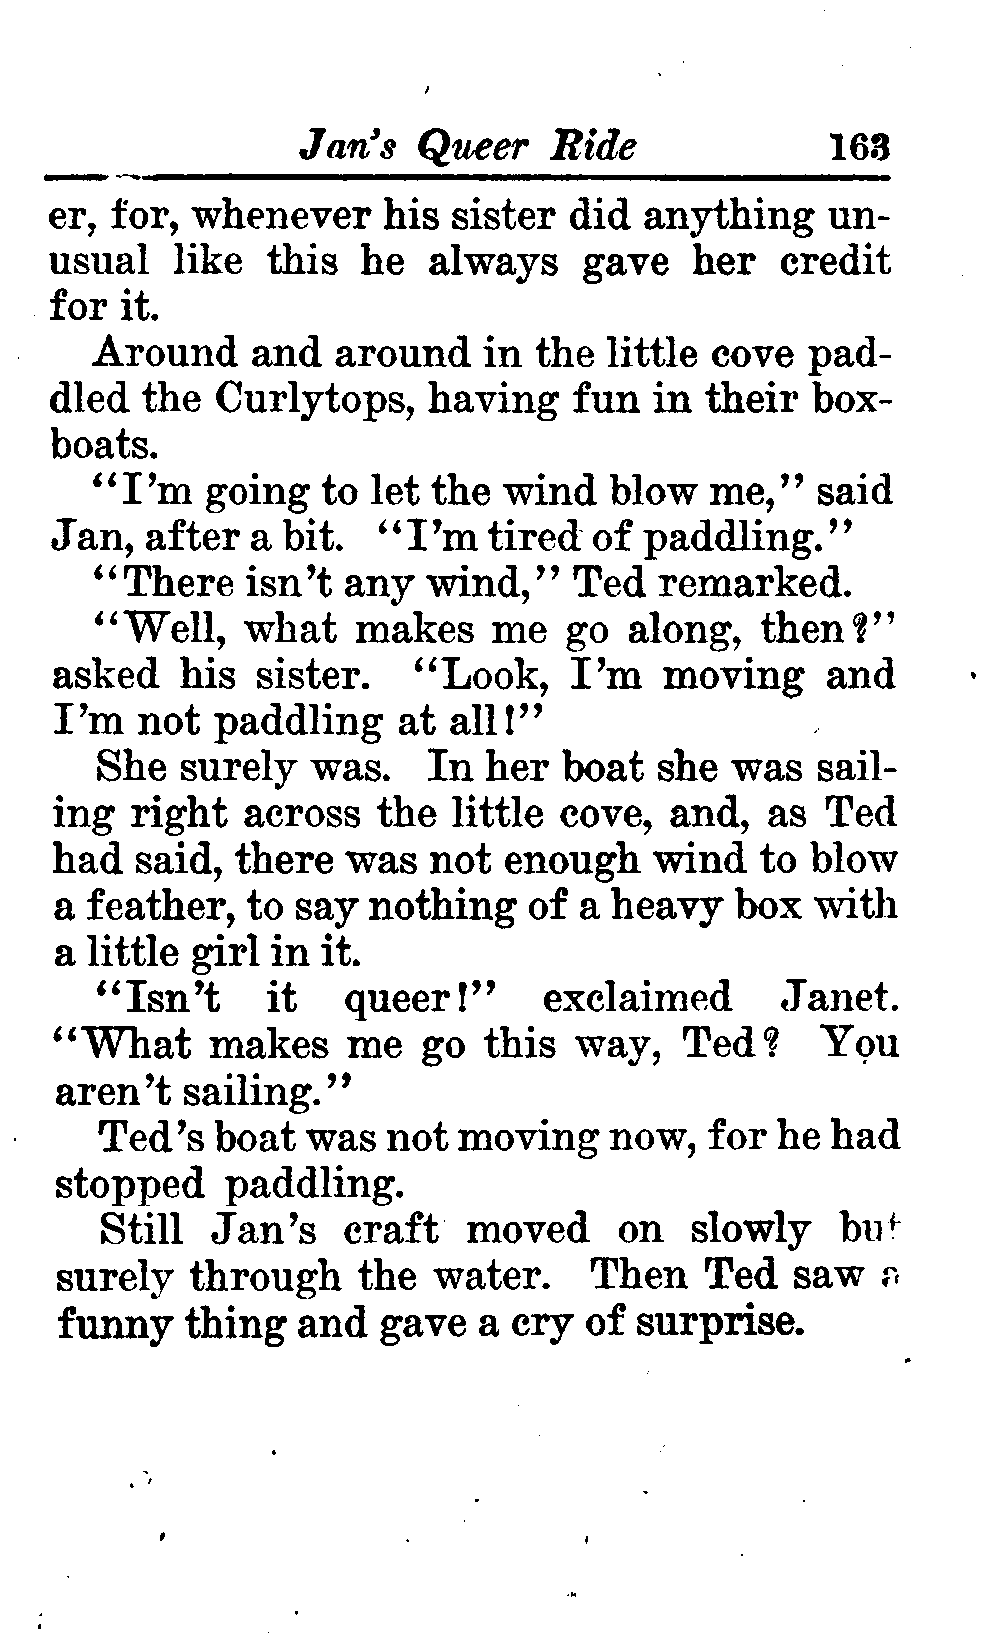 Jan's Queer Ride 163
er, for, whenever his sister did anything un-
usual like this he always gave her credit
for it.
Around and around in the little cove pad-
dled the Curlytops, having fun in their box-
boats.
"I'm going to let the wind blow me," said
Jan, after a bit. "I'm tired of paddling."
"There isn't any wind," Ted remarked.
"Well, what makes me go along, then?"
asked his sister. "Look, I'm moving and
I'm not paddling at all!"
She surely was. In her boat she was sail-
ing right across the little cove, and, as Ted
had said, there was not enough wind to blow
a feather, to say nothing of a heavy box with
a little girl in it.
"Isn't it queer!" exclaimed Janet.
"What makes me go this way, Ted? You
aren't sailing."
Ted's boat was not moving now, for he had
stopped paddling.
Still Jan's craft moved on slowly but
surely through the water. Then Ted saw a
funny thing and gave a cry of surprise.